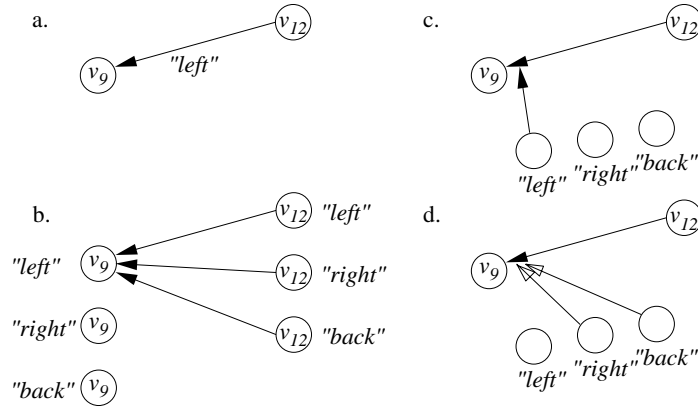 a.
v12
v9
"left"
b.
v12 "left"
"left" v9
v12 "right"
"right" v9
v12 "back"
"back" v9
c.
v12
v9
"left"
"right"
"back"
d.
v12
v9
"left"
"right"
"back"